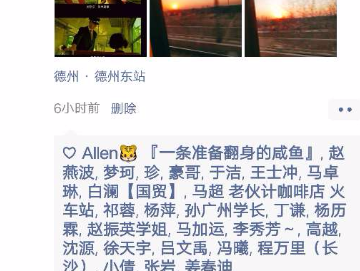 德州 · 德州东站
6小时前 删除
♡ Allen🐯 『一条准备翻身的咸鱼』, 赵
燕波, 梦珂, 珍, 豪哥, 于洁, 王士冲, 马卓
琳, 白澜【国贸】, 马超 老伙计咖啡店 火
车站, 祁蓉, 杨萍, 孙广州学长, 丁谦, 杨历
霖, 赵振英学姐, 马加运, 李秀芳～, 高越,
沈源, 徐天宇, 吕文禹, 冯曦, 程万里（长
沙）, 小倩, 张岩, 姜春迪